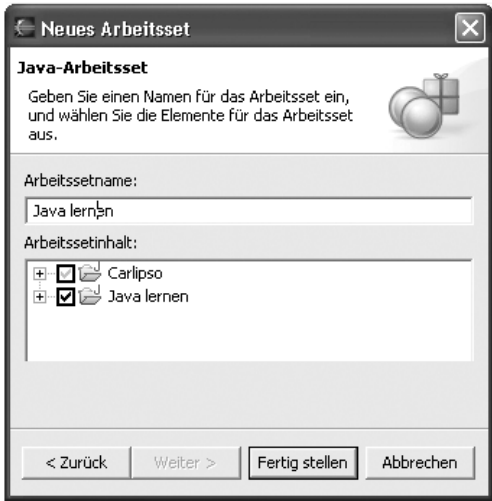 Neues Arbeitsset
Java-Arbeitsset
Geben Sie einen Namen für das Arbeitsset ein,
und wählen Sie die Elemente für das Arbeitsset
aus.
Arbeitssetname:
Java lernen
Arbeitssetinhalt:
Carlipso
Java lernen
< Zurück Weiter > Fertig stellen Abbrechen